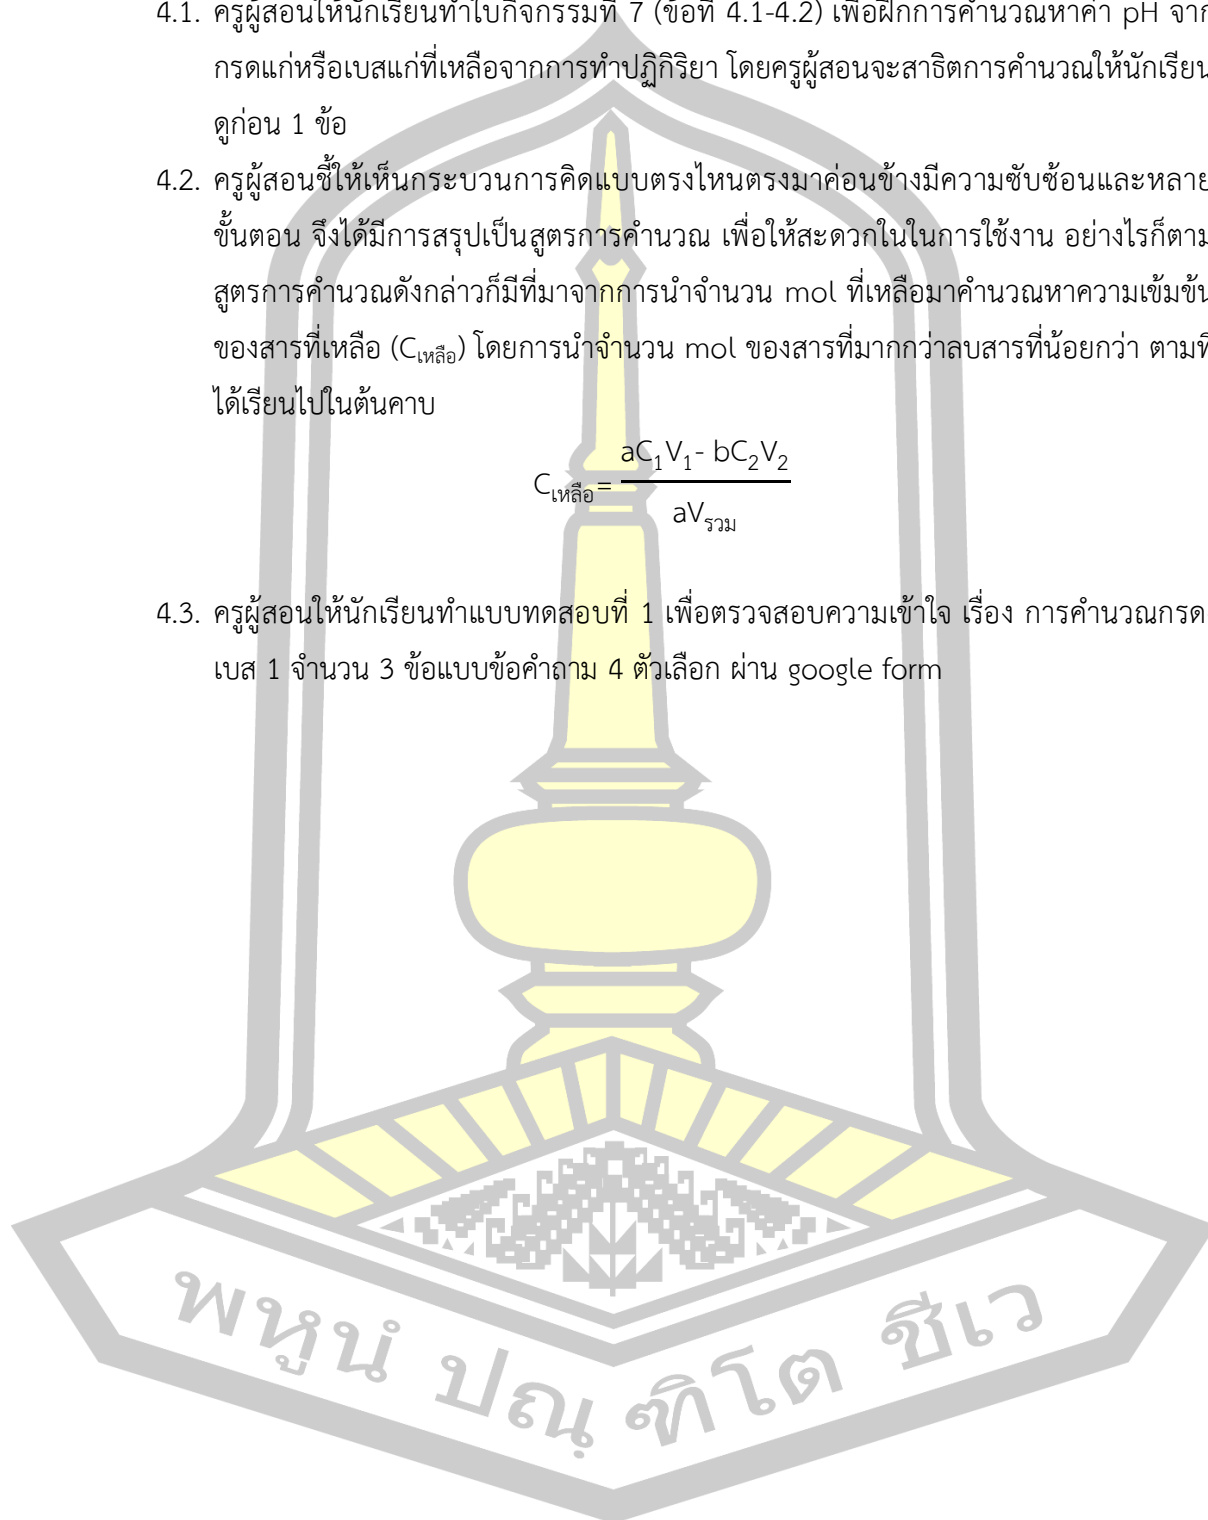 4.1. ครูผู้สอนให้นักเรียนทำใบกิจกรรมที่ 7 (ข้อที่ 4.1-4.2) เพื่อฝึกการคำนวณหาค่า pH จาก
กรดแก่หรือเบสแก่ที่เหลือจากการทำปฏิกิริยา โดยครูผู้สอนจะสาธิตการคำนวณให้นักเรียน
ดูก่อน 1 ข้อ
4.2. ครูผู้สอนชี้ให้เห็นกระบวนการคิดแบบตรงไหนตรงมาค่อนข้างมีความซับซ้อนและหลาย
ขั้นตอน จึงได้มีการสรุปเป็นสูตรการคำนวณ เพื่อให้สะดวกในในการใช้งาน อย่างไรก็ตาม
สูตรการคำนวณดังกล่าวก็มีที่มาจากการนำจำนวน mol ที่เหลือมาคำนวณหาความเข้มข้น
ของสารที่เหลือ (Cเหลือ) โดยการนำจำนวน mol ของสารที่มากกว่าลบสารที่น้อยกว่า ตามที่
ได้เรียนไปในต้นคาบ
Cเหลือ = aC1V1- bC2V2
aVรวม
4.3. ครูผู้สอนให้นักเรียนทำแบบทดสอบที่ 1 เพื่อตรวจสอบความเข้าใจ เรื่อง การคำนวณกรด
เบส 1 จำนวน 3 ข้อแบบข้อคำถาม 4 ตัวเลือก ผ่าน google form
พหูนํ ปณฺฑิโต ชีเว